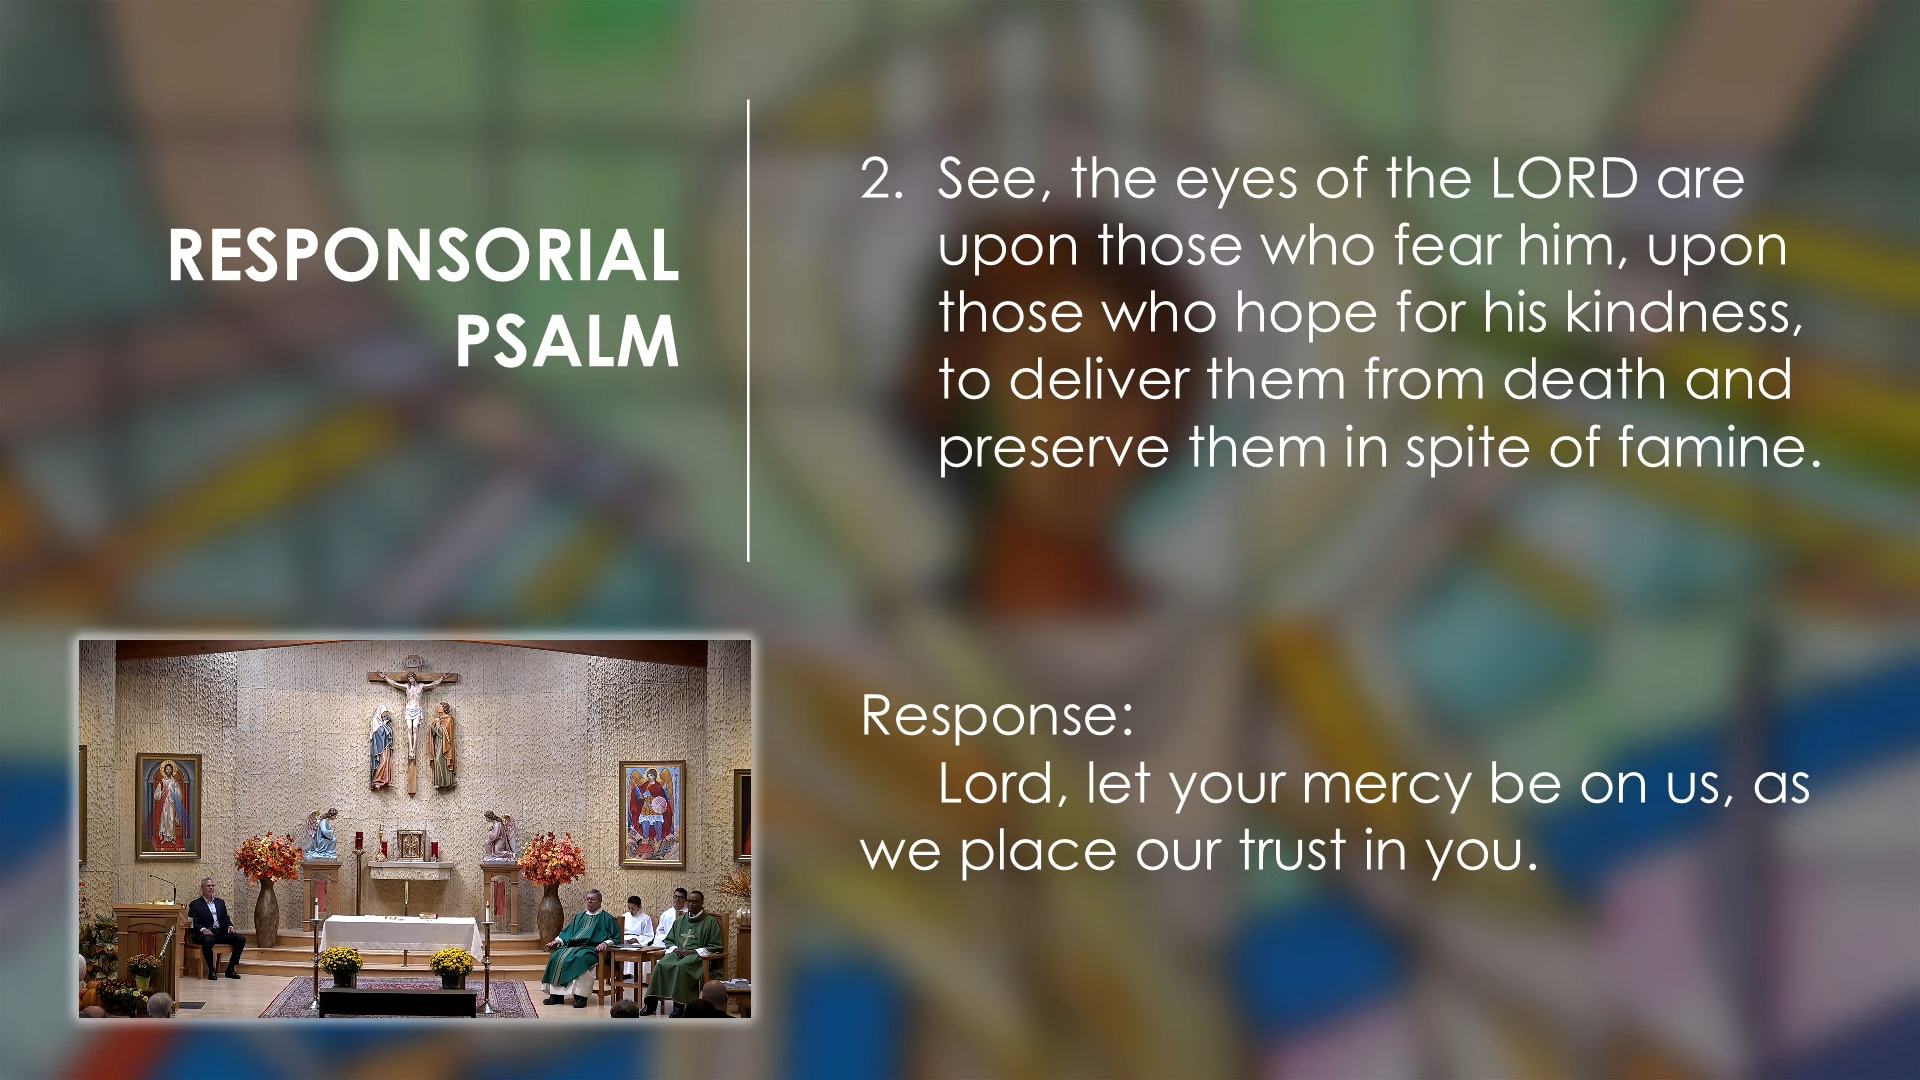 RESPONSORIAL
PSALM
2. See, the eyes of the LORD are
upon those who fear him, upon
those who hope for his kindness,
to deliver them from death and
preserve them in spite of famine.
Response:
Lord, let your mercy be on us, as
we place our trust in you.